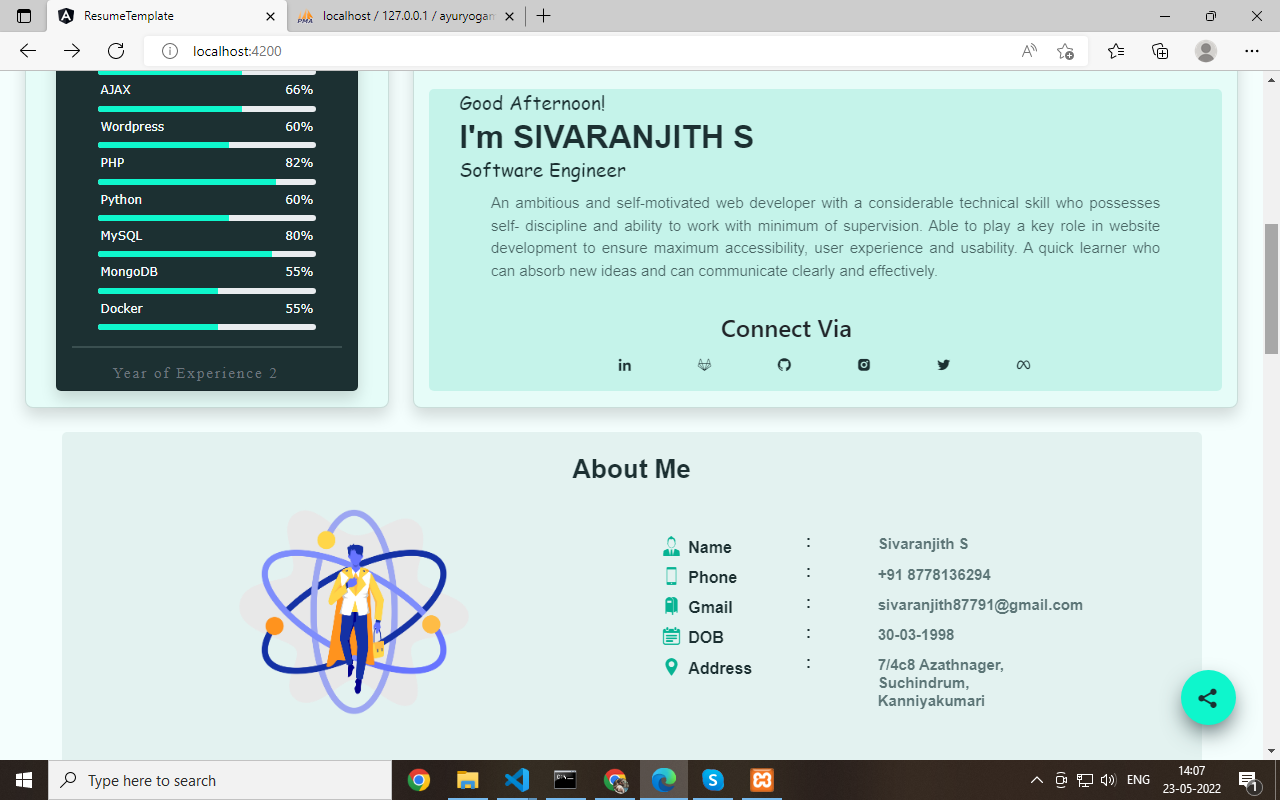 ResumeTemplate
localhost / 127.0.0.1 / ayuryogam
localhost:4200
AJAX 66%
Wordpress 60%
PHP 82%
Python 60%
MySQL 80%
MongoDB 55%
Docker 55%
Year of Experience 2
Good Afternoon!
I'm SIVARANJITH S
Software Engineer
An ambitious and self-motivated web developer with a considerable technical skill who possesses
self- discipline and ability to work with minimum of supervision. Able to play a key role in website
development to ensure maximum accessibility, user experience and usability. A quick learner who
can absorb new ideas and can communicate clearly and effectively.
Connect Via
About Me
Name : Sivaranjith S
Phone : +91 8778136294
Gmail : sivaranjith87791@gmail.com
DOB : 30-03-1998
Address : 7/4c8 Azathnager,
Suchindrum,
Kanniyakumari
Type here to search
ENG
14:07
23-05-2022
1